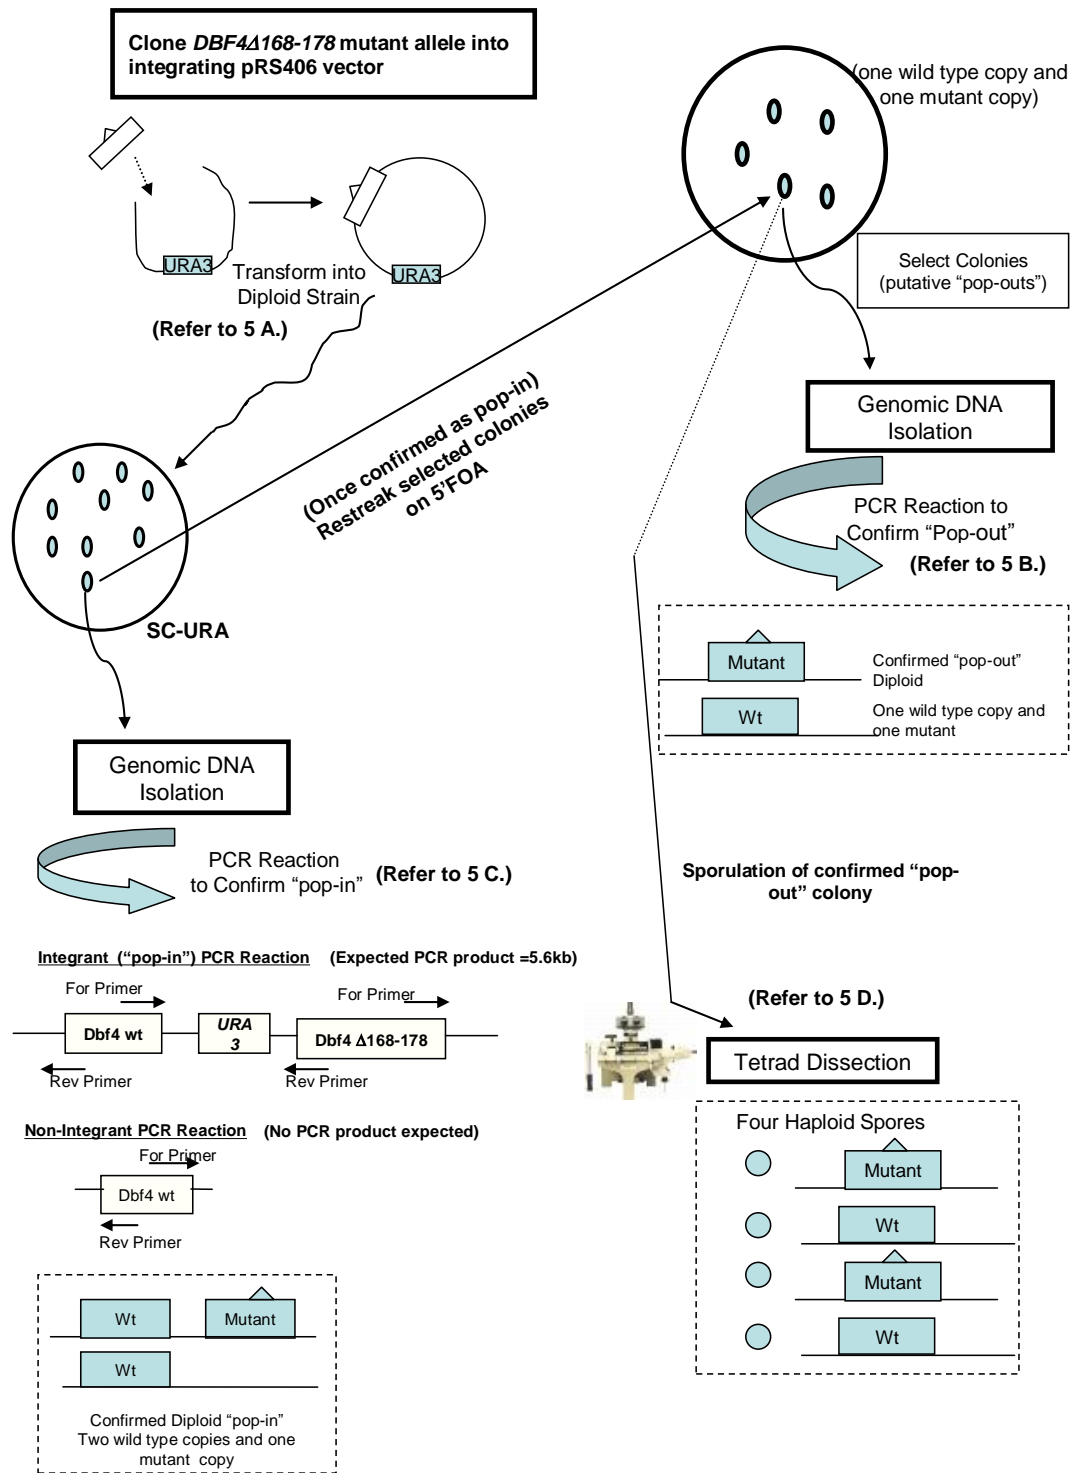 Clone DBF4Δ168-178 mutant allele into
integrating pRS406 vector
URA3
URA3
Transform into
Diploid Strain
(Refer to 5 A.)
SC-URA
(Once confirmed as pop-in)
Restreak selected colonies
on 5'FOA
(one wild type copy and
one mutant copy)
Select Colonies
(putative “pop-outs”)
Genomic DNA
Isolation
PCR Reaction to
Confirm “Pop-out”
(Refer to 5 B.)
Mutant
Confirmed “pop-out”
Diploid
Wt
One wild type copy and
one mutant
Genomic DNA
Isolation
PCR Reaction
to Confirm “pop-in”
(Refer to 5 C.)
Integrant (“pop-in”) PCR Reaction (Expected PCR product =5.6kb)
For Primer
For Primer
Dbf4 wt
URA
3
Dbf4 Δ168-178
Rev Primer
Rev Primer
Non-Integrant PCR Reaction (No PCR product expected)
For Primer
Dbf4 wt
Rev Primer
Wt
Mutant
Wt
Confirmed Diploid “pop-in”
Two wild type copies and one
mutant copy
Sporulation of confirmed “pop-
out” colony
(Refer to 5 D.)
Tetrad Dissection
Four Haploid Spores
Mutant
Wt
Mutant
Wt